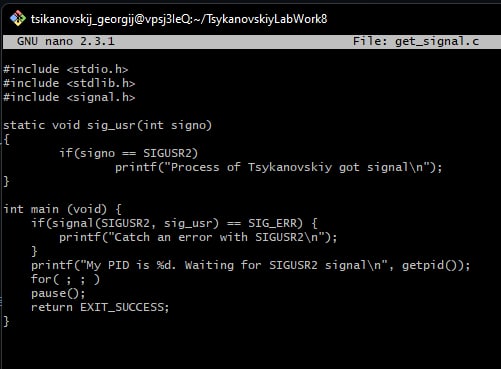 tsikanovskij_georgij@vpsj3leQ:~/TsykanovskiyLabWork8
GNU nano 2.3.1 File: get_signal.c
#include <stdio.h>
#include <stdlib.h>
#include <signal.h>
static void sig_usr(int signo)
{
if(signo == SIGUSR2)
printf("Process of Tsykanovskiy got signal\n");
}
int main (void) {
if(signal(SIGUSR2, sig_usr) == SIG_ERR) {
printf("Catch an error with SIGUSR2\n");
}
printf("My PID is %d. Waiting for SIGUSR2 signal\n", getpid());
for( ; ; )
pause();
return EXIT_SUCCESS;
}